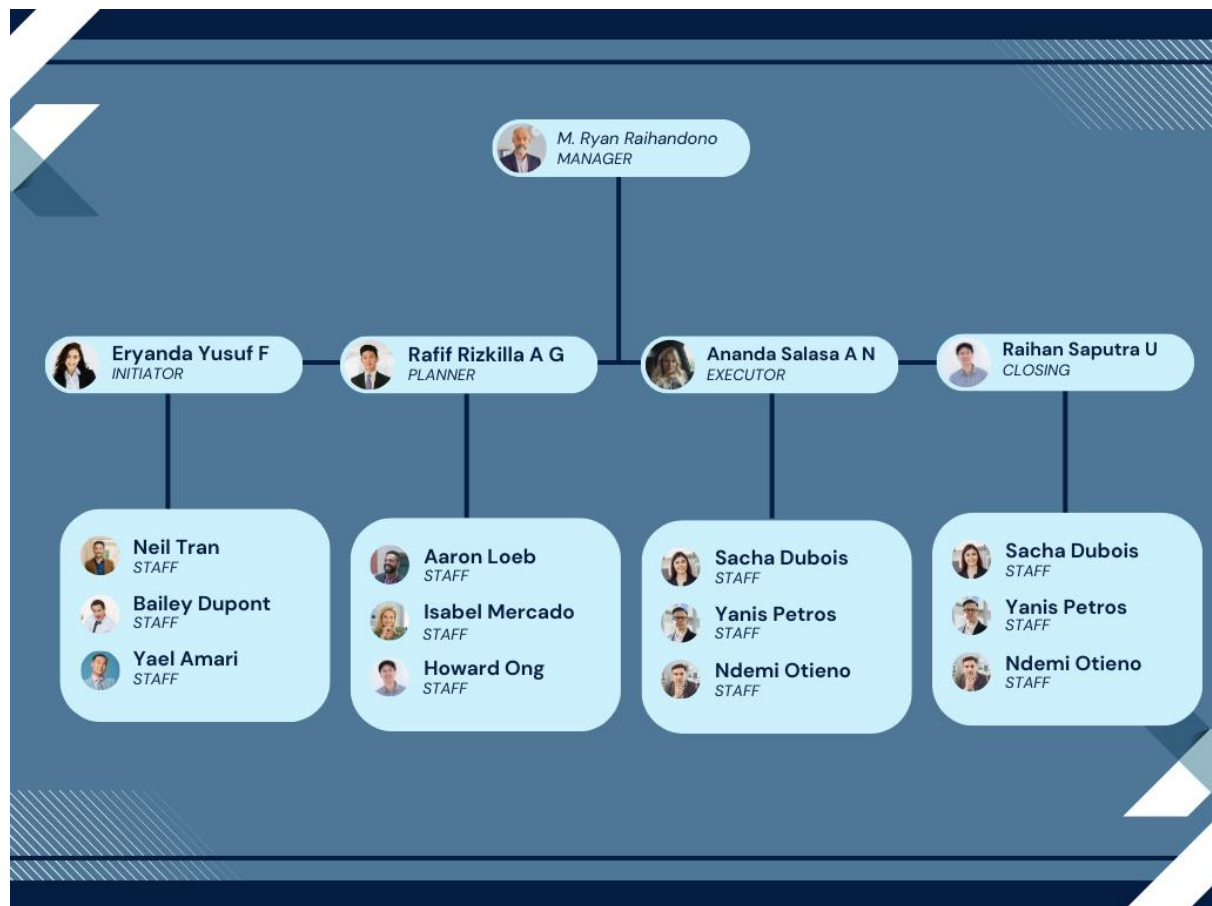 M. Ryan Raihandono
MANAGER
Eryanda Yusuf F
INITIATOR
Rafif Rizkilla A G
PLANNER
Ananda Salasa A N
EXECUTOR
Raihan Saputra U
CLOSING
Neil Tran
STAFF
Bailey Dupont
STAFF
Yael Amari
STAFF
Aaron Loeb
STAFF
Isabel Mercado
STAFF
Howard Ong
STAFF
Sacha Dubois
STAFF
Yanis Petros
STAFF
Ndemi Otieno
STAFF
Sacha Dubois
STAFF
Yanis Petros
STAFF
Ndemi Otieno
STAFF